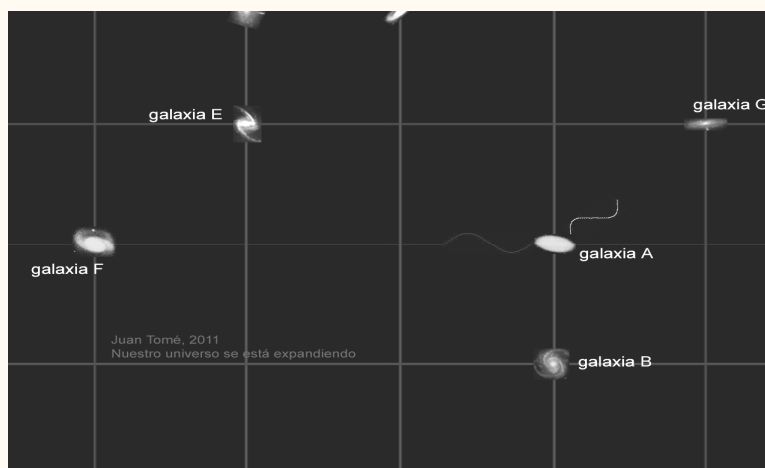 galaxia G
galaxia E
galaxia A
galaxia F
Juan Tomé, 2011
Nuestro universo se está expandiendo
galaxia B